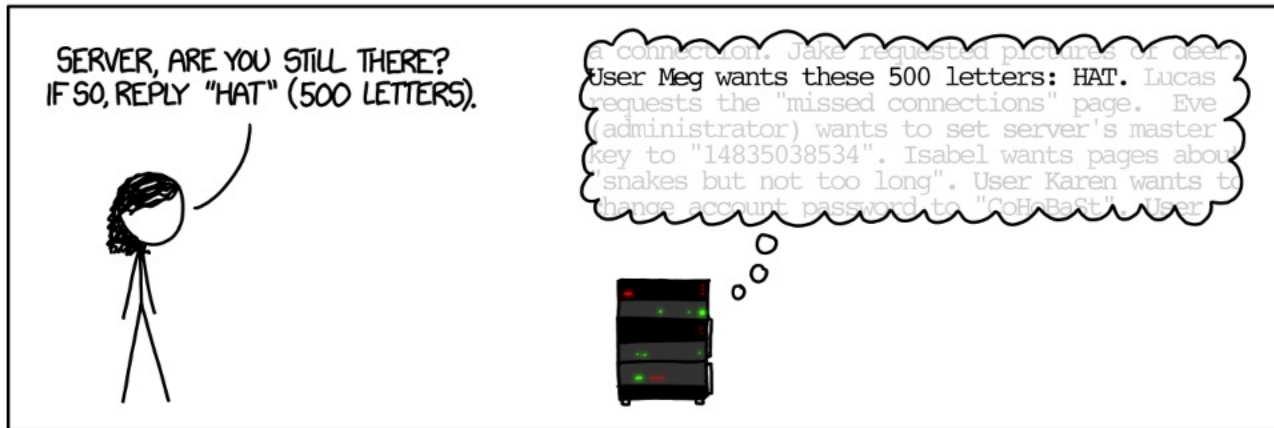 SERVER, ARE YOU STILL THERE?
IF SO, REPLY "HAT" (500 LETTERS).
a connection. Jake requested pictures of deer.
User Meg wants these 500 letters: HAT. Lucas
requests the "missed connections" page. Eve
(administrator) wants to set server's master
key to "14835038534". Isabel wants pages about
"snakes but not too long". User Karen wants to
change account password to "CoHoBaSt". User